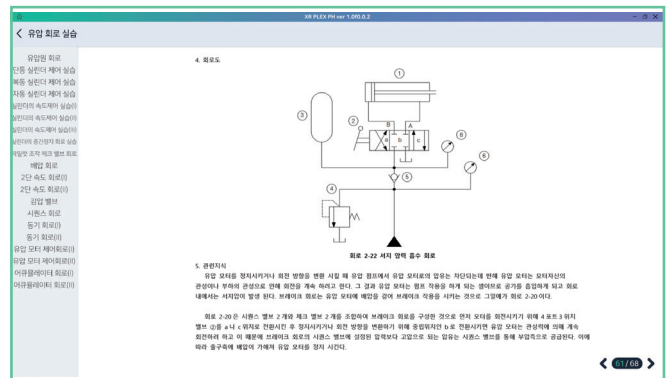 XR PLEX PH ver 1.0f0.0.2
유압 회로 실습
유압원 회로
단동 실린더 제어 실습
복동 실린더 제어 실습
자동 실린더 제어 실습
실린더의 속도제어 실습(I)
실린더의 속도제어 실습(II)
실린더의 속도제어 실습(III)
실린더의 중간정지 회로 실습
파일럿 조작 체크 밸브 회로
배압 회로
2단 속도 회로(I)
2단 속도 회로(II)
감압 밸브
시퀀스 회로
동기 회로(I)
동기 회로(II)
유압 모터 제어회로(I)
유압 모터 제어회로(II)
어큐뮬레이터 회로(I)
어큐뮬레이터 회로(II)
4. 회로도
①
③
②
B A
a b c
⑥
⑥
⑤
④
회로 2-22 서지 압력 흡수 회로
5. 관련지식
유압 모터를 정지시키거나 회전 방향을 변환 시킬 때 유압 펌프에서 유압 모터로의 압유는 차단되는데 반해 유압 모터는 모터자신의
관성이나 부하의 관성으로 인해 회전을 계속 하려고 한다. 그 결과 유압 모터는 펌프 작용을 하게 되는 셈이므로 공기를 흡입하게 되고 회로
내에서는 서지압이 발생 된다. 브레이크 회로는 유압 모터에 배압을 걸어 브레이크 작용을 시키는 것으로 그일예가 회로 2-20 이다.
회로 2-20 은 시퀀스 밸브 2 개와 체크 밸브 2 개를 조합하여 브레이크 회로를 구성한 것으로 먼저 모터를 회전시키기 위해 4 포트 3 위치
밸브 ②를 a 나 c 위치로 전환시킨 후 정지시키거나 회전 방향을 변환하기 위해 중립위치인 b 로 전환시키면 유압 모터는 관성력에 의해 계속
회전하려 하고 이 때문에 브레이크 회로의 시퀀스 밸브에 설정된 압력보다 고압으로 되는 압유는 시퀀스 밸브를 통해 부압측으로 공급한다. 이에
따라 출구측에 배압이 가해져 유압 모터를 정지 시킨다.
61/68